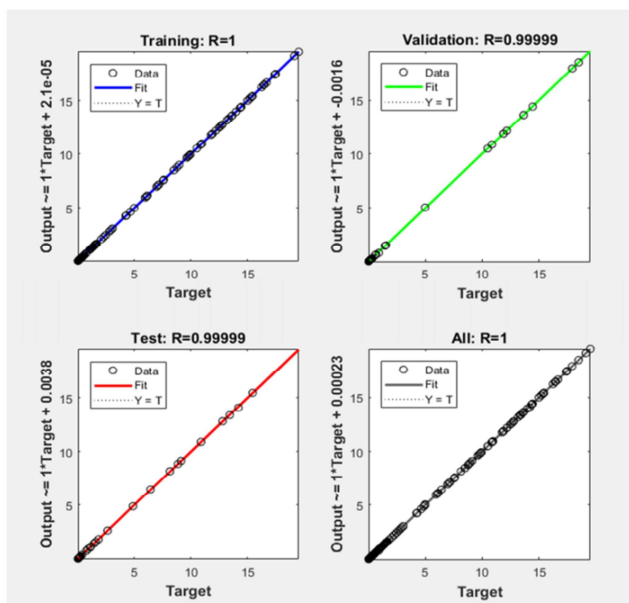 Training: R=1
Output ~= 1*Target + 2.1e-05
Data
Fit
Y = T
15
10
5
5
10
15
Target
Validation: R=0.99999
Output ~= 1*Target + -0.0016
Data
Fit
Y = T
15
10
5
5
10
15
Target
Test: R=0.99999
Output ~= 1*Target + 0.0038
Data
Fit
Y = T
15
10
5
5
10
15
Target
All: R=1
Output ~= 1*Target + 0.00023
Data
Fit
Y = T
15
10
5
5
10
15
Target